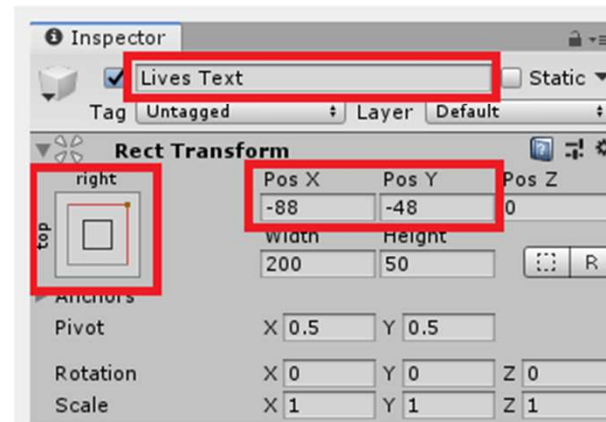 Inspector
Lives Text Static
Tag Untagged Layer Default
Rect Transform
right Pos X Pos Y Pos Z
-88 -48 0
top Width Height
200 50 R
Anchors
Pivot X 0.5 Y 0.5
Rotation X 0 Y 0 Z 0
Scale X 1 Y 1 Z 1